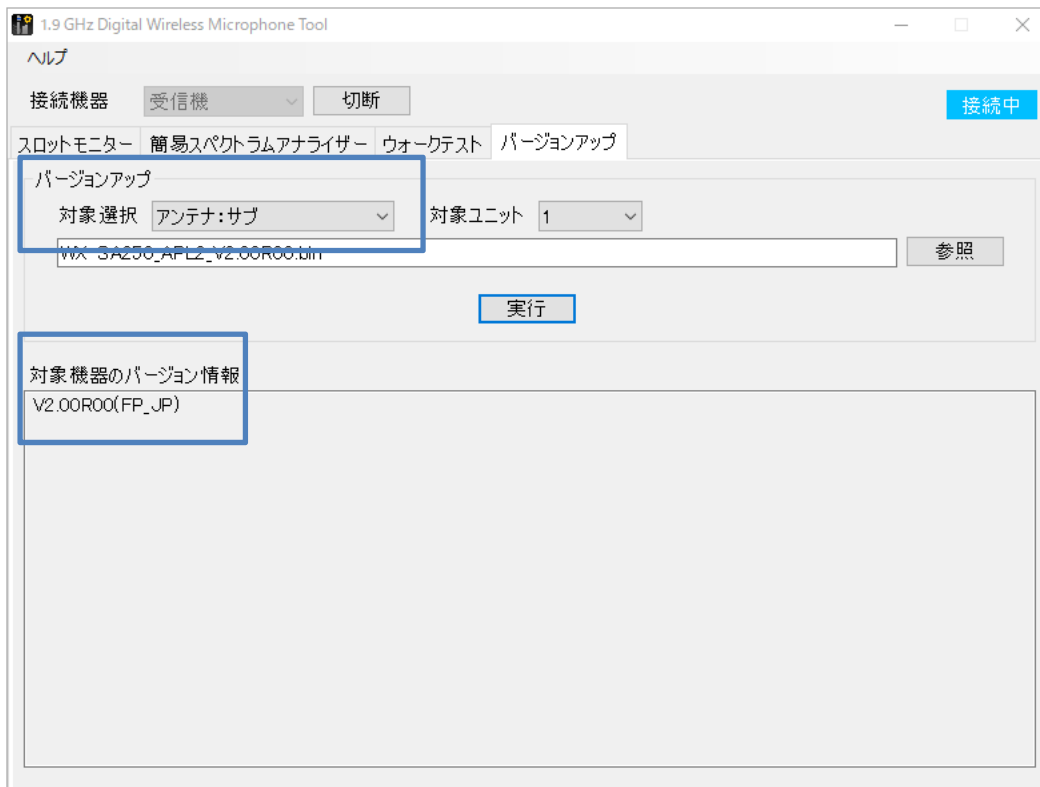 1.9 GHz Digital Wireless Microphone Tool
ヘルプ
接続機器 受信機 切断 接続中
スロットモニター 簡易スペクトラムアナライザー ウォークテスト バージョンアップ
バージョンアップ
対象選択 アンテナ:サブ 対象ユニット 1
WX-SA250_APL2_V2.00R00.bin 参照
実行
対象機器のバージョン情報
V2.00R00(FP_JP)